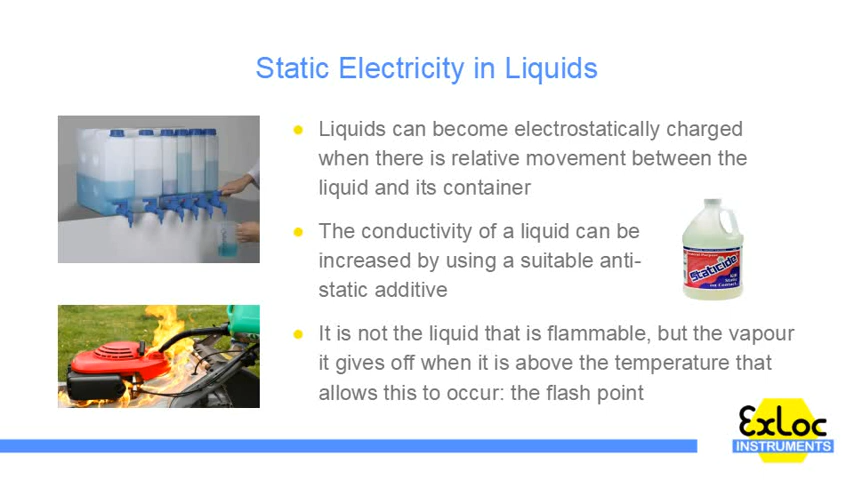 Static Electricity in Liquids
● Liquids can become electrostatically charged
when there is relative movement between the
liquid and its container
● The conductivity of a liquid can be
increased by using a suitable anti-
static additive
Staticide
● It is not the liquid that is flammable, but the vapour
it gives off when it is above the temperature that
allows this to occur: the flash point
ExLoc
INSTRUMENTS